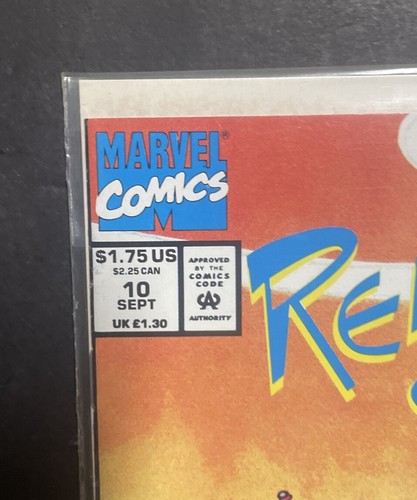 MARVEL®
COMICS
M
$1.75 US
$2.25 CAN
10
SEPT
UK £1.30
APPROVED
BY THE
COMICS
CODE
CA
AUTHORITY